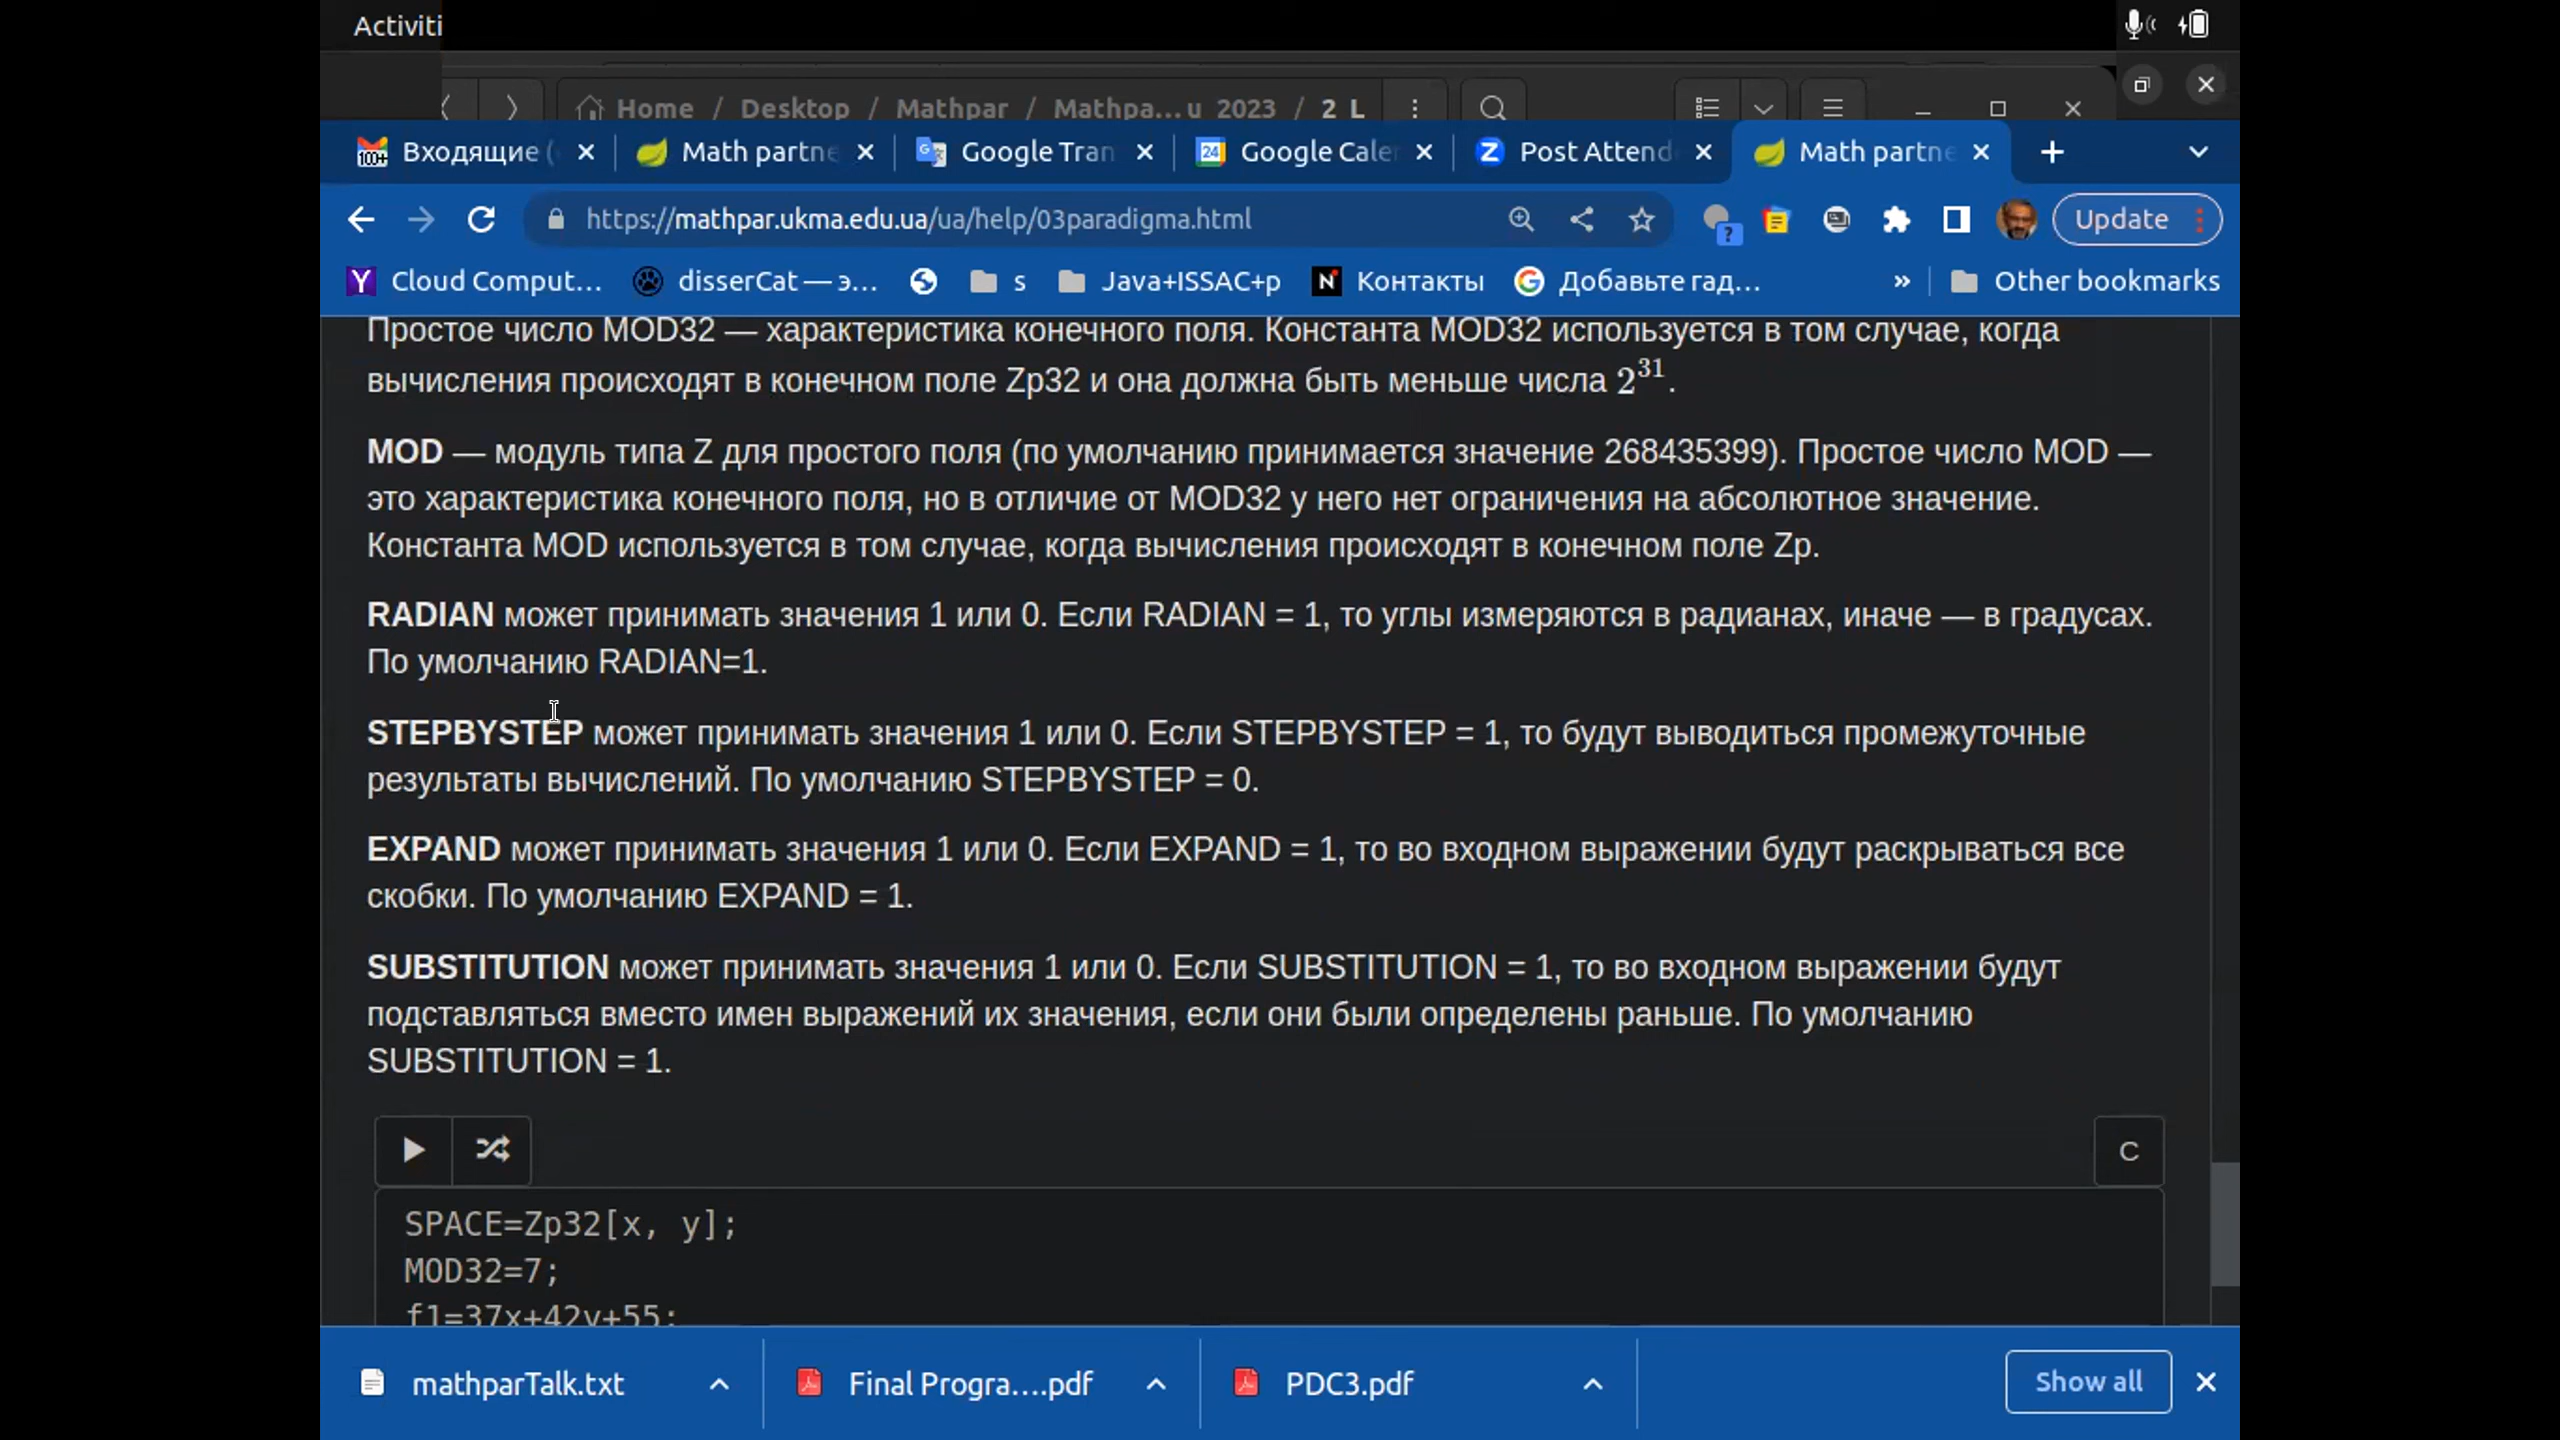 Activiti
Home / Desktop / Mathpar / Mathpa...u 2023 / 2 L
Входящие ( Math partne Google Tran 24 Google Caler Post Attend Math partne
https://mathpar.ukma.edu.ua/ua/help/03paradigma.html Update
Cloud Comput... disserCat — э... s Java+ISSAC+p Контакты Добавьте гад... » Other bookmarks
Простое число MOD32 — характеристика конечного поля. Константа MOD32 используется в том случае, когда
вычисления происходят в конечном поле Zp32 и она должна быть меньше числа 2^31.
MOD — модуль типа Z для простого поля (по умолчанию принимается значение 268435399). Простое число MOD —
это характеристика конечного поля, но в отличие от MOD32 у него нет ограничения на абсолютное значение.
Константа MOD используется в том случае, когда вычисления происходят в конечном поле Zp.
RADIAN может принимать значения 1 или 0. Если RADIAN = 1, то углы измеряются в радианах, иначе — в градусах.
По умолчанию RADIAN=1.
STEPBYSTEP может принимать значения 1 или 0. Если STEPBYSTEP = 1, то будут выводиться промежуточные
результаты вычислений. По умолчанию STEPBYSTEP = 0.
EXPAND может принимать значения 1 или 0. Если EXPAND = 1, то во входном выражении будут раскрываться все
скобки. По умолчанию EXPAND = 1.
SUBSTITUTION может принимать значения 1 или 0. Если SUBSTITUTION = 1, то во входном выражении будут
подставляться вместо имен выражений их значения, если они были определены раньше. По умолчанию
SUBSTITUTION = 1.
C
SPACE=Zp32[x, y];
MOD32=7;
f1=37x+42y+55;
mathparTalk.txt Final Progra....pdf PDC3.pdf Show all